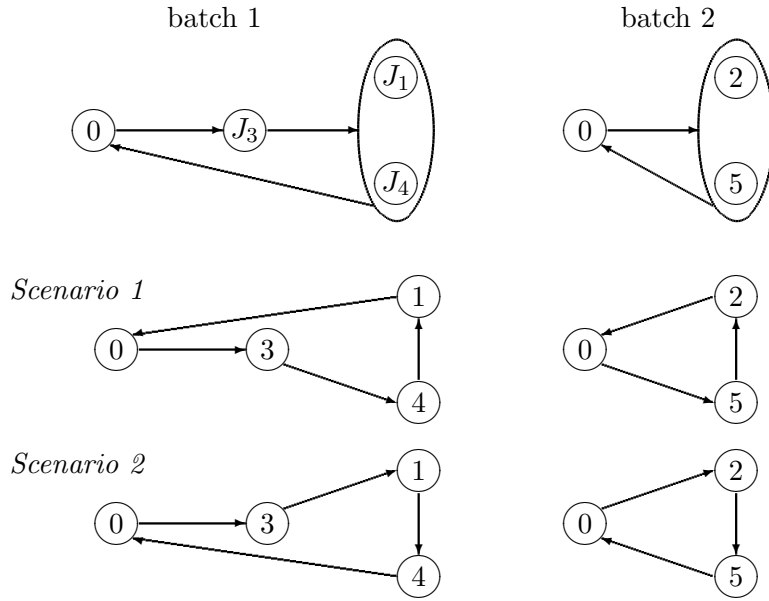 batch 1 batch 2
J1 2
0 J3 0
J4 5
Scenario 1 1 2
0 3 0
4 5
Scenario 2 1 2
0 3 0
4 5